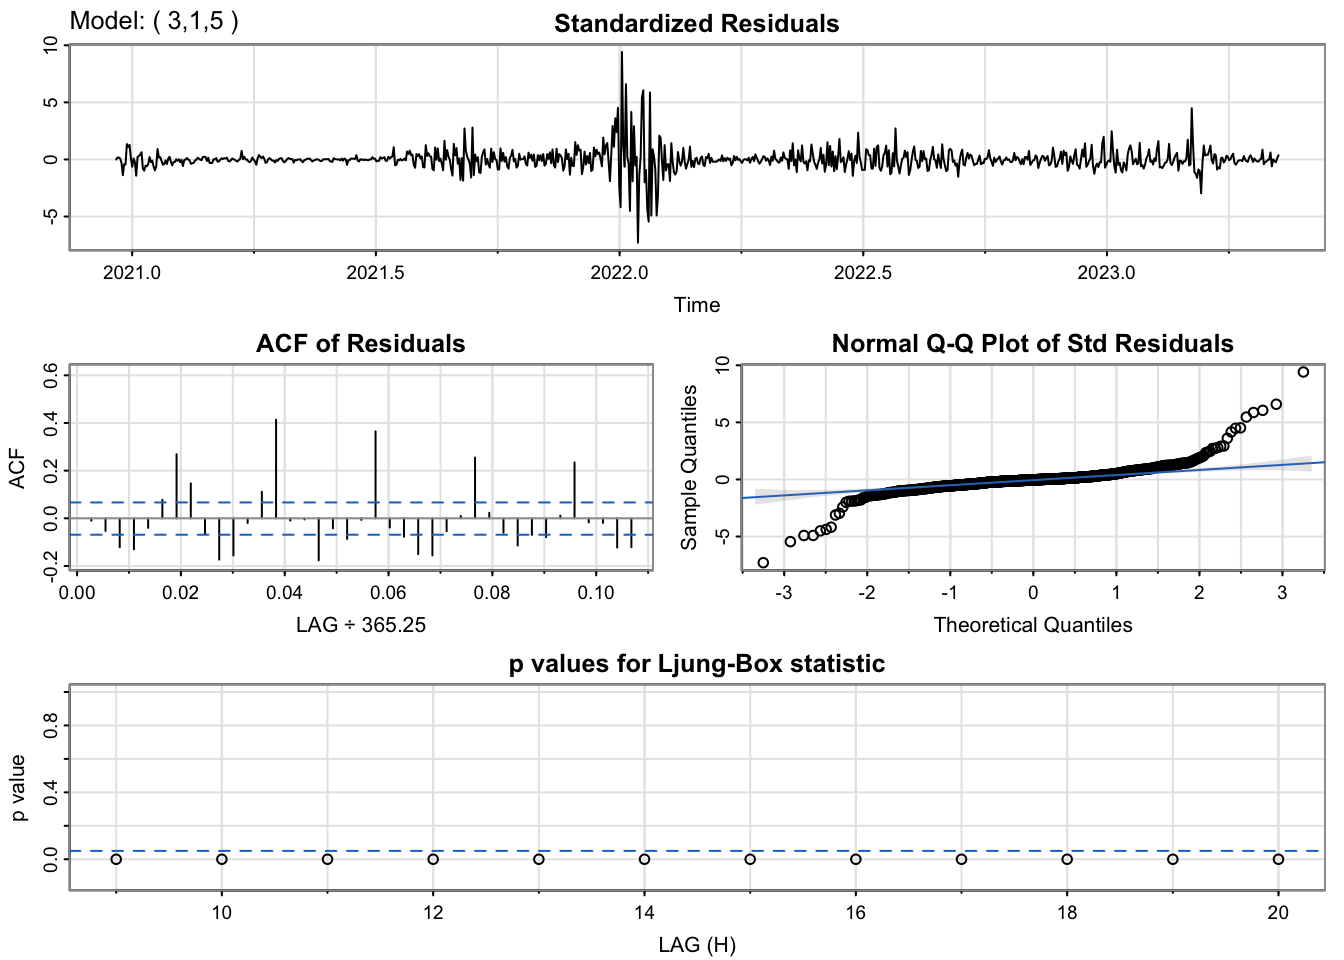 Model: ( 3,1,5 )
Standardized Residuals
10
5
0
-5
2021.0 2021.5 2022.0 2022.5 2023.0
Time
ACF of Residuals
ACF
0.6
0.4
0.2
0.0
-0.2
0.00 0.02 0.04 0.06 0.08 0.10
LAG ÷ 365.25
Normal Q-Q Plot of Std Residuals
Sample Quantiles
10
5
0
-5
-3 -2 -1 0 1 2 3
Theoretical Quantiles
p values for Ljung-Box statistic
p value
0.8
0.4
0.0
10 12 14 16 18 20
LAG (H)